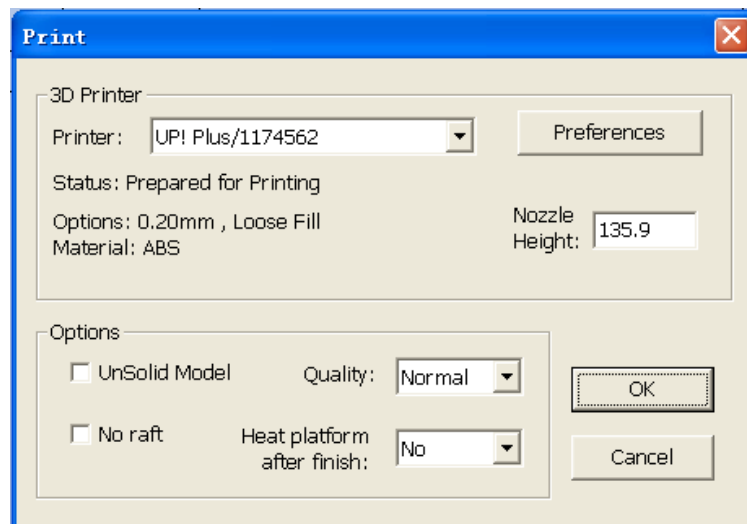 Print
3D Printer
Printer: UP! Plus/1174562
Preferences
Status: Prepared for Printing
Options: 0.20mm , Loose Fill
Material: ABS
Nozzle
Height: 135.9
Options
UnSolid Model
Quality: Normal
No raft
Heat platform
after finish: No
OK
Cancel